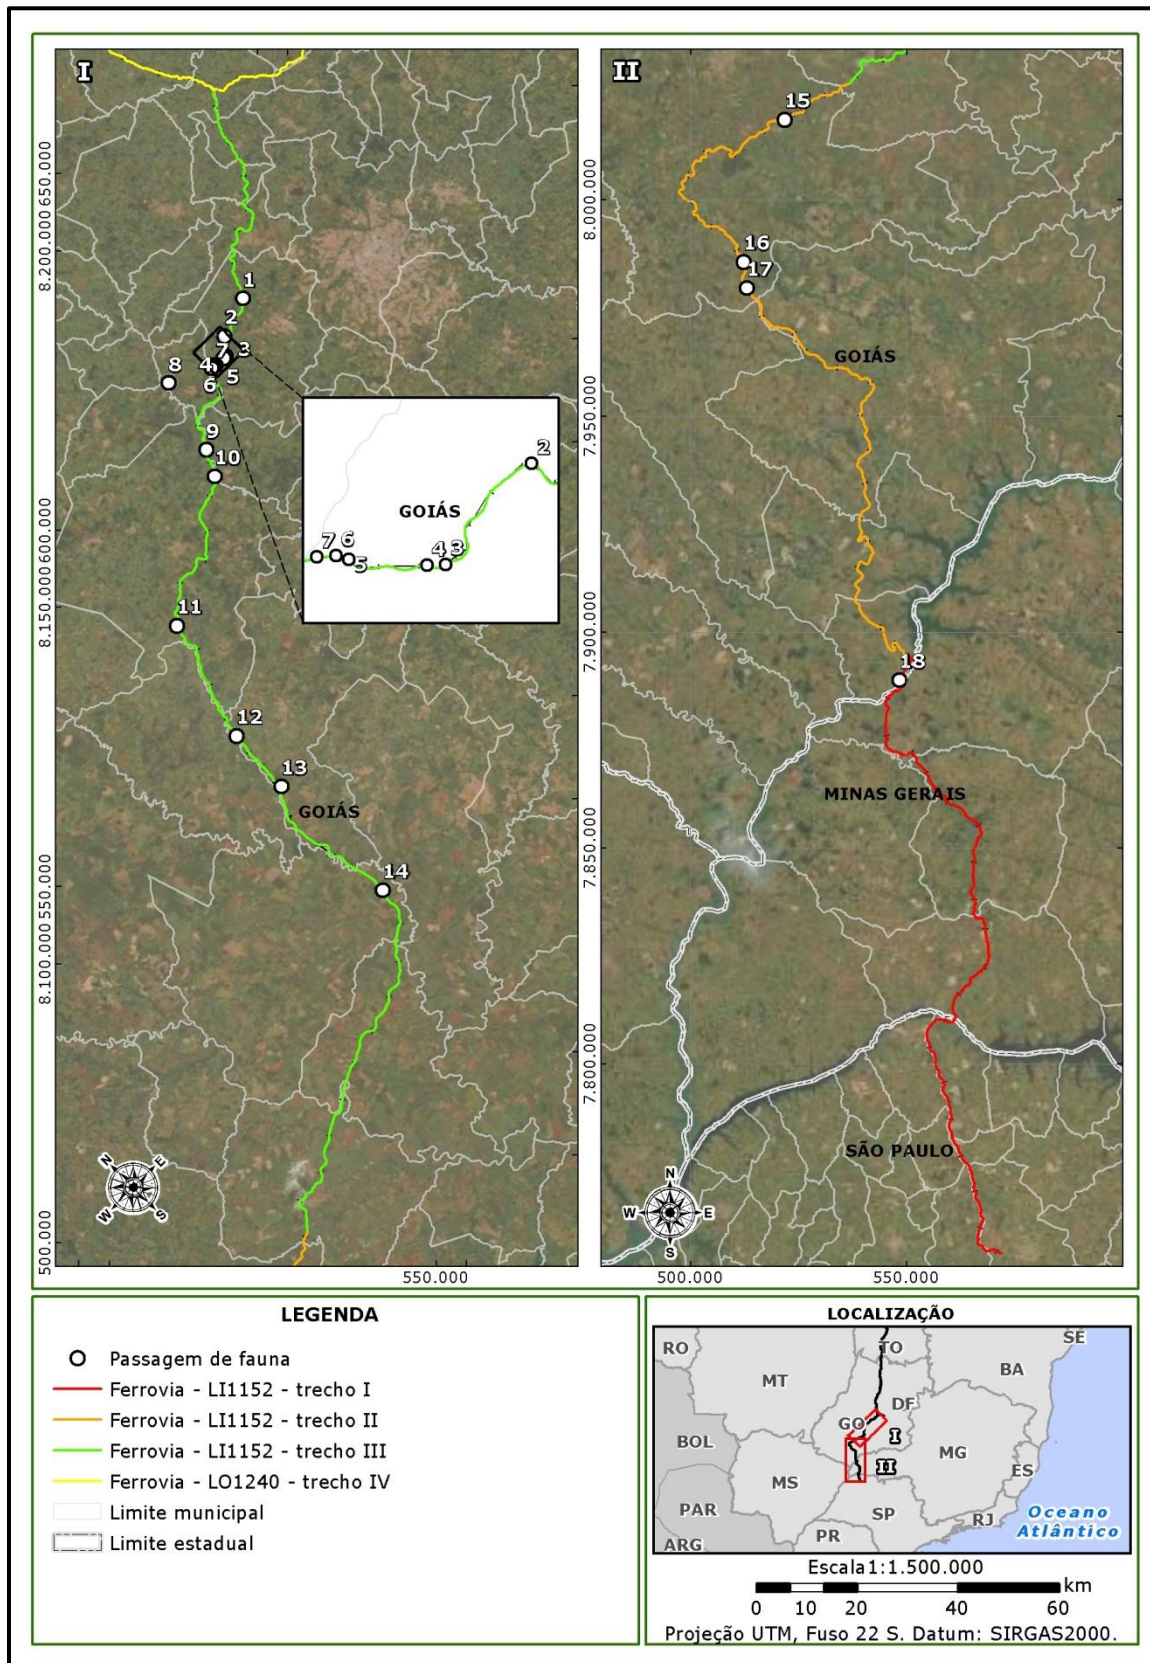 I
II
8.200.000
650.000
8.150.000
600.000
8.100.000
550.000
500.000
550.000
1
2
3
4
5
6
7
8
9
10
11
12
13
14
GOIÁS
GOIÁS
2
3
4
5
6
7
N
E
S
W
8.000.000
7.950.000
7.900.000
7.850.000
7.800.000
500.000
550.000
15
16
17
18
GOIÁS
MINAS GERAIS
SÃO PAULO
N
E
S
W
LEGENDA
Passagem de fauna
Ferrovia - LI1152 - trecho I
Ferrovia - LI1152 - trecho II
Ferrovia - LI1152 - trecho III
Ferrovia - LO1240 - trecho IV
Limite municipal
Limite estadual
LOCALIZAÇÃO
RO
TO
SE
MT
BA
DF
GO
I
BOL
MG
II
ES
MS
PAR
SP
RJ
PR
ARG
Oceano
Atlântico
Escala1:1.500.000
km
0 10 20 40 60
Projeção UTM, Fuso 22 S. Datum: SIRGAS2000.